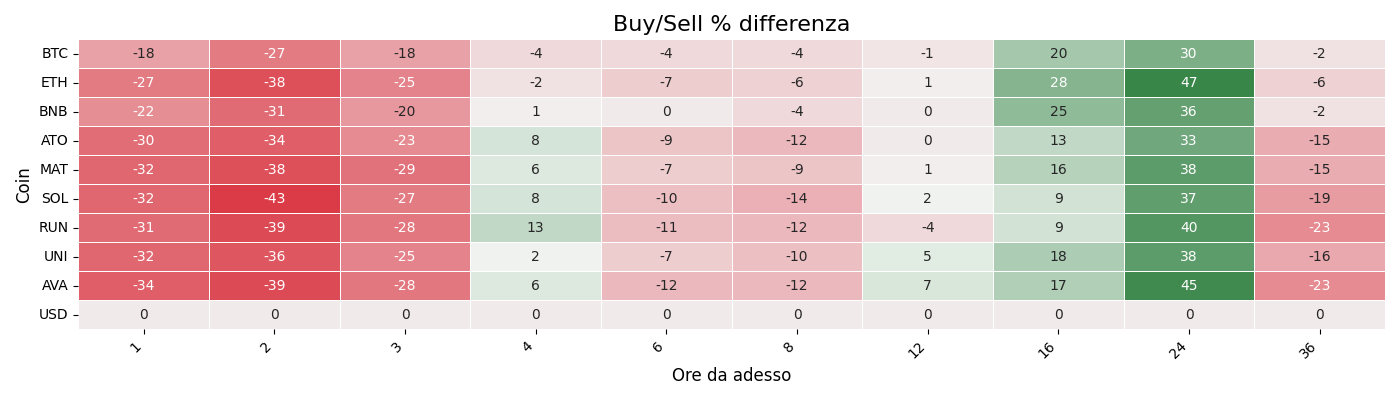 Buy/Sell % differenza
Coin
BTC -18 -27 -18 -4 -4 -4 -1 20 30 -2
ETH -27 -38 -25 -2 -7 -6 1 28 47 -6
BNB -22 -31 -20 1 0 -4 0 25 36 -2
ATO -30 -34 -23 8 -9 -12 0 13 33 -15
MAT -32 -38 -29 6 -7 -9 1 16 38 -15
SOL -32 -43 -27 8 -10 -14 2 9 37 -19
RUN -31 -39 -28 13 -11 -12 -4 9 40 -23
UNI -32 -36 -25 2 -7 -10 5 18 38 -16
AVA -34 -39 -28 6 -12 -12 7 17 45 -23
USD 0 0 0 0 0 0 0 0 0 0
1 2 3 4 6 8 12 16 24 36
Ore da adesso